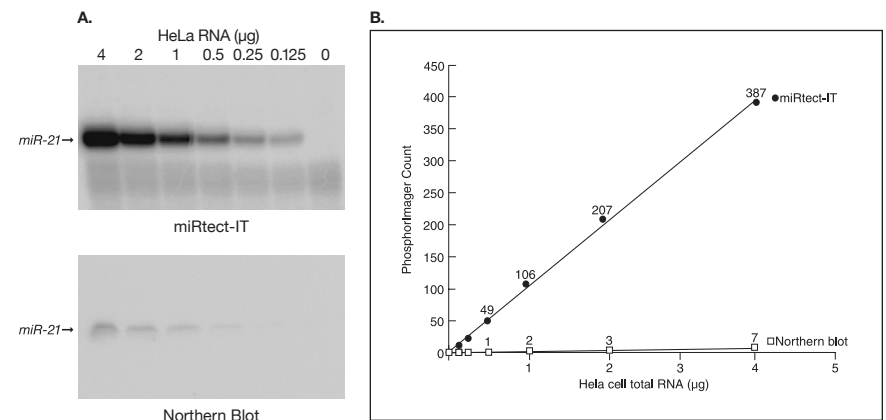 A.
HeLa RNA (µg)
4 2 1 0.5 0.25 0.125 0
miR-21→
miRtect-IT
miR-21→
Northern Blot
B.
450
400
350
300
250
200
150
100
50
0
PhosphorImager Count
387
miRtect-IT
207
106
49
1 2 3 7
Northern blot
1 2 3 4 5
Hela cell total RNA (µg)